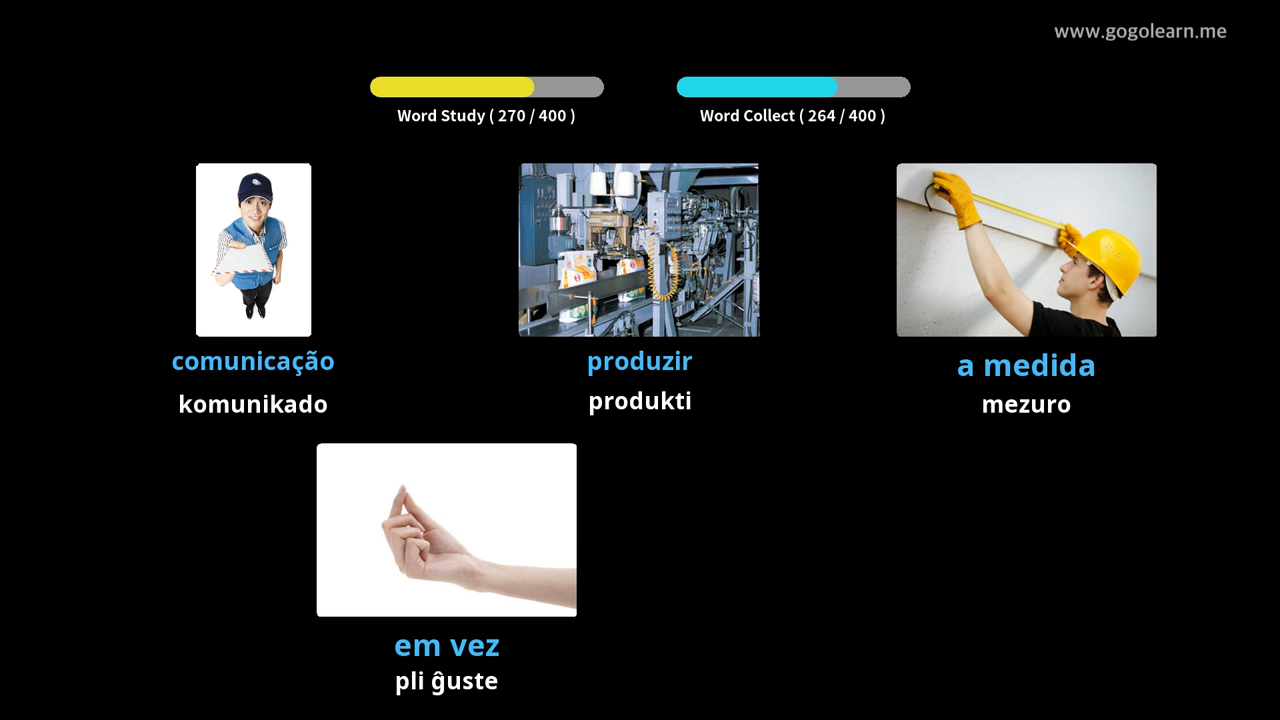 www.gogolearn.me
Word Study ( 270 / 400 )
Word Collect ( 264 / 400 )
comunicação
komunikado
produzir
produkti
a medida
mezuro
em vez
pli ĝuste